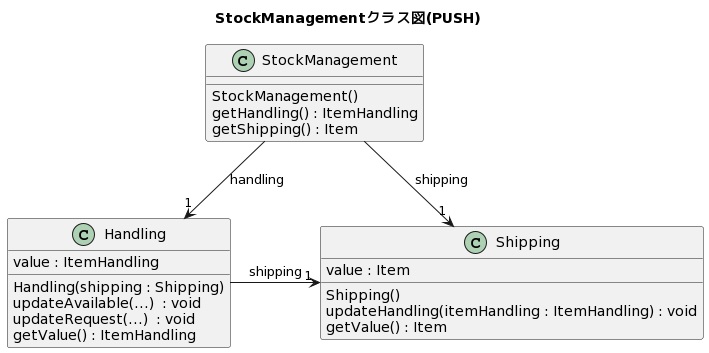 StockManagementクラス図(PUSH)
C StockManagement
StockManagement()
getHandling() : ItemHandling
getShipping() : Item
handling
shipping
1
1
C Handling
value : ItemHandling
Handling(shipping : Shipping)
updateAvailable(...) : void
updateRequest(...) : void
getValue() : ItemHandling
shipping
1
C Shipping
value : Item
Shipping()
updateHandling(itemHandling : ItemHandling) : void
getValue() : Item